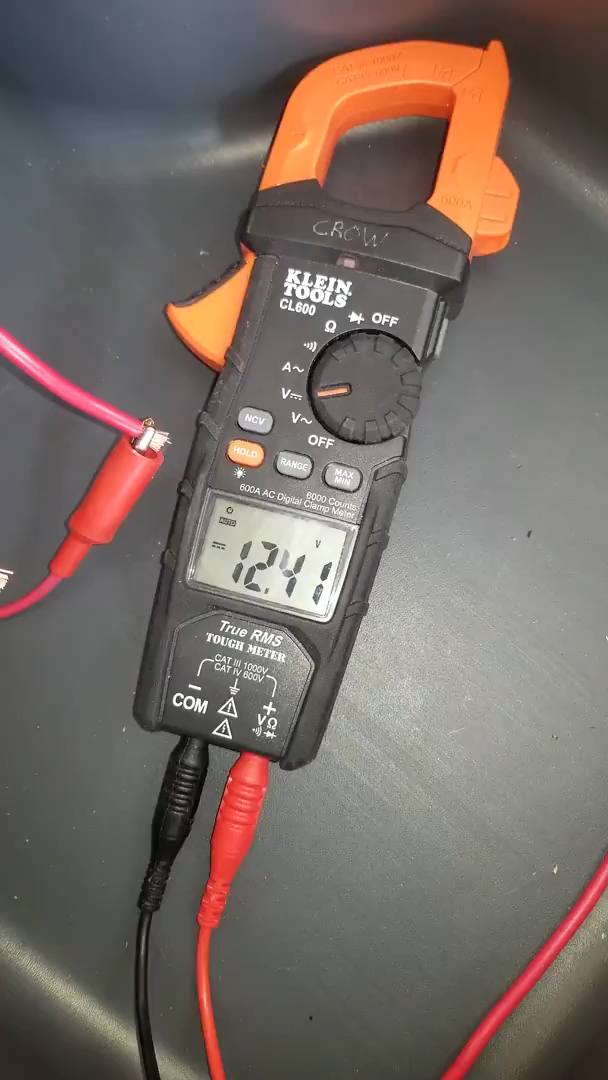 600A
CROW
KLEIN
TOOLS
CL600
OFF
Ω
A~
V
V~
OFF
NCV
HOLD
RANGE
MAX
MIN
6000 Counts
600A AC Digital Clamp Meter
AUTO
V
12.41
True RMS
TOUGH METER
CAT III 1000V
CAT IV 600V
− +
COM
VΩ